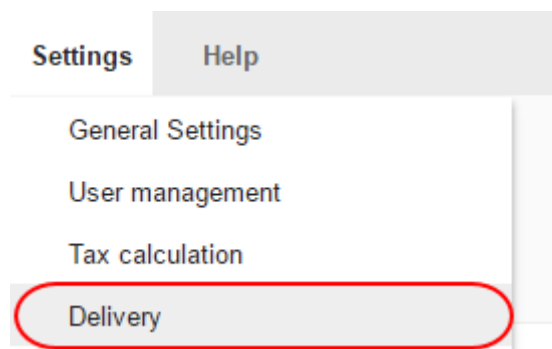 Settings Help
General Settings
User management
Tax calculation
Delivery